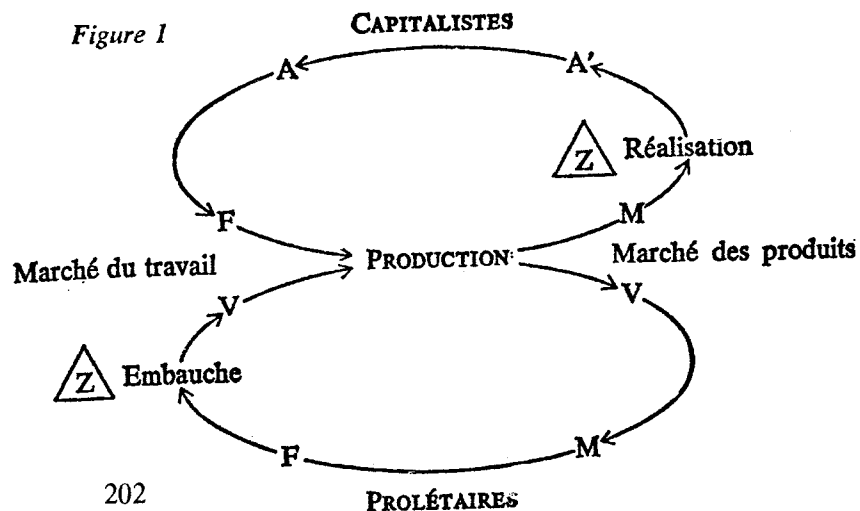 Figure 1
CAPITALISTES
A
A'
Z Réalisation
F
M
Marché du travail
PRODUCTION
Marché des produits
V
V
Z Embauche
F
M
202
PROLÉTAIRES